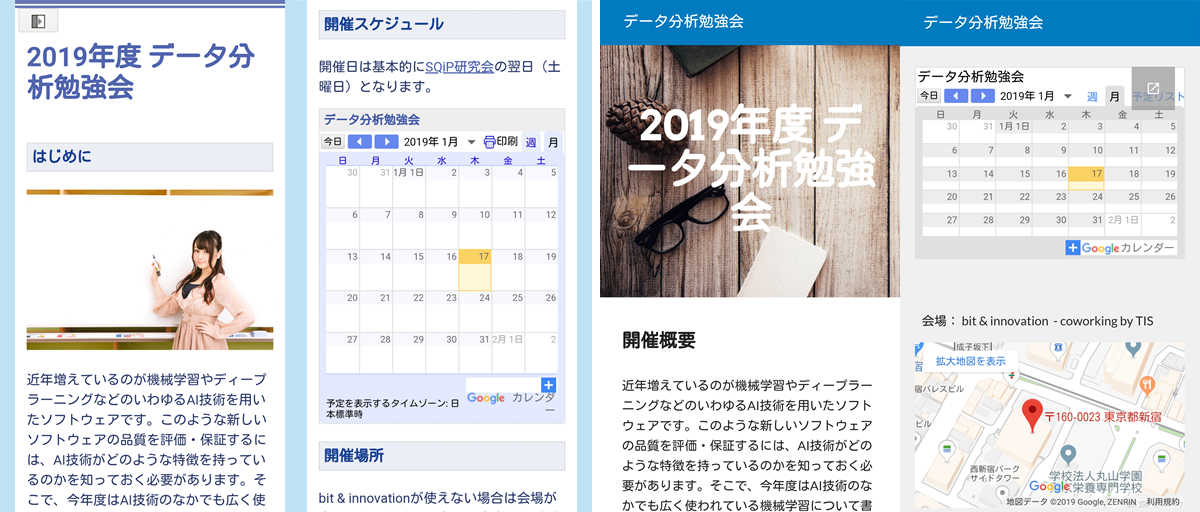 2019年度 データ分
析勉強会
はじめに
近年増えているのが機械学習やディープ
ラーニングなどのいわゆるAI技術を用い
たソフトウェアです。このような新しい
ソフトウェアの品質を評価・保証するに
は、AI技術がどのような特徴を持ってい
るのかを知っておく必要があります。そ
こで、今年度はAI技術のなかでも広く使
開催スケジュール
開催日は基本的にSQiP研究会の翌日（土
曜日）となります。
データ分析勉強会
今日 2019年 1月 印刷 週 月
日 月 火 水 木 金 土
30 31 1月 1日 2 3 4 5
6 7 8 9 10 11 12
13 14 15 16 17 18 19
20 21 22 23 24 25 26
27 28 29 30 31 2月 1日 2
予定を表示するタイムゾーン: 日
本標準時
Google カレンダ
ー
開催場所
bit & innovationが使えない場合は会場が
データ分析勉強会
2019年度 デ
ータ分析勉強
会
開催概要
近年増えているのが機械学習やディープラー
ニングなどのいわゆるAI技術を用いたソフト
ウェアです。このような新しいソフトウェア
の品質を評価・保証するには、AI技術がどの
ような特徴を持っているのかを知っておく必
要があります。そこで、今年度はAI技術のな
かでも広く使われている機械学習について書
データ分析勉強会
データ分析勉強会
今日 2019年 1月 週 月 予定リスト
日 月 火 水 木 金 土
30 31 1月 1日 2 3 4 5
6 7 8 9 10 11 12
13 14 15 16 17 18 19
20 21 22 23 24 25 26
27 28 29 30 31 2月 1日 2
Googleカレンダー
会場： bit & innovation - coworking by TIS
(成子坂下)
拡大地図を表示
バレスビル
〒160-0023 東京都新宿
西新宿パーク
サイドタワー
学校法人丸山学園
栄養専門学校
Google
地図データ ©2019 Google, ZENRIN 利用規約